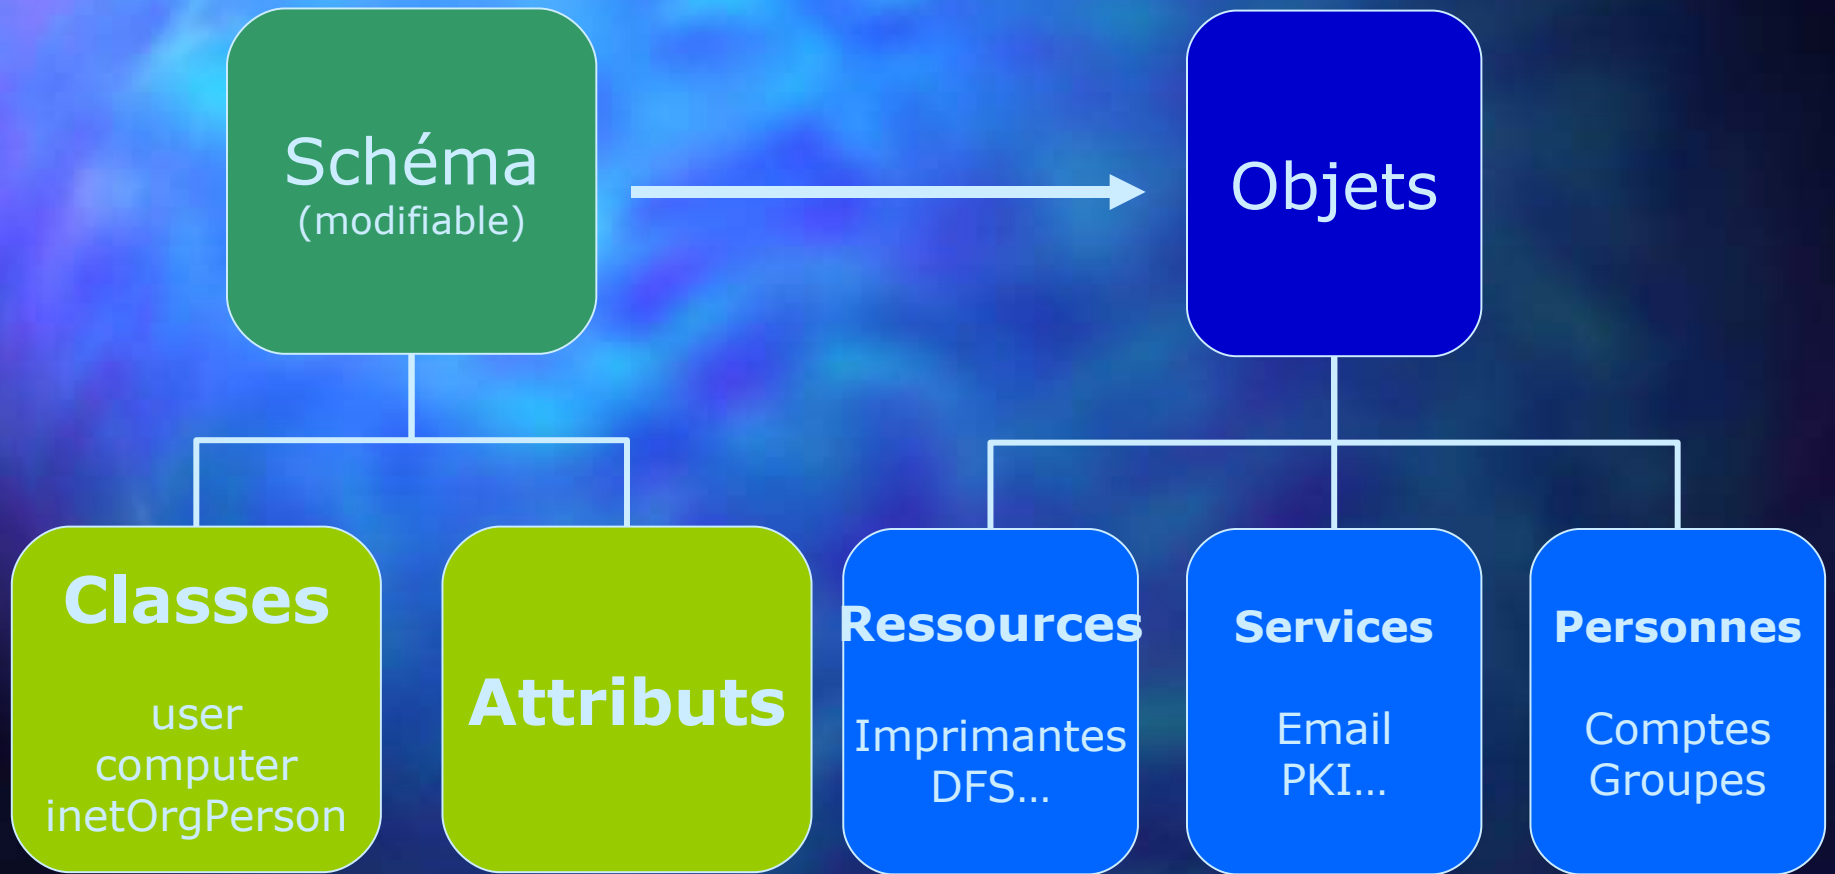 Schéma
(modifiable)
Objets
Classes
user
computer
inetOrgPerson
Attributs
Ressources
Imprimantes
DFS…
Services
Email
PKI…
Personnes
Comptes
Groupes